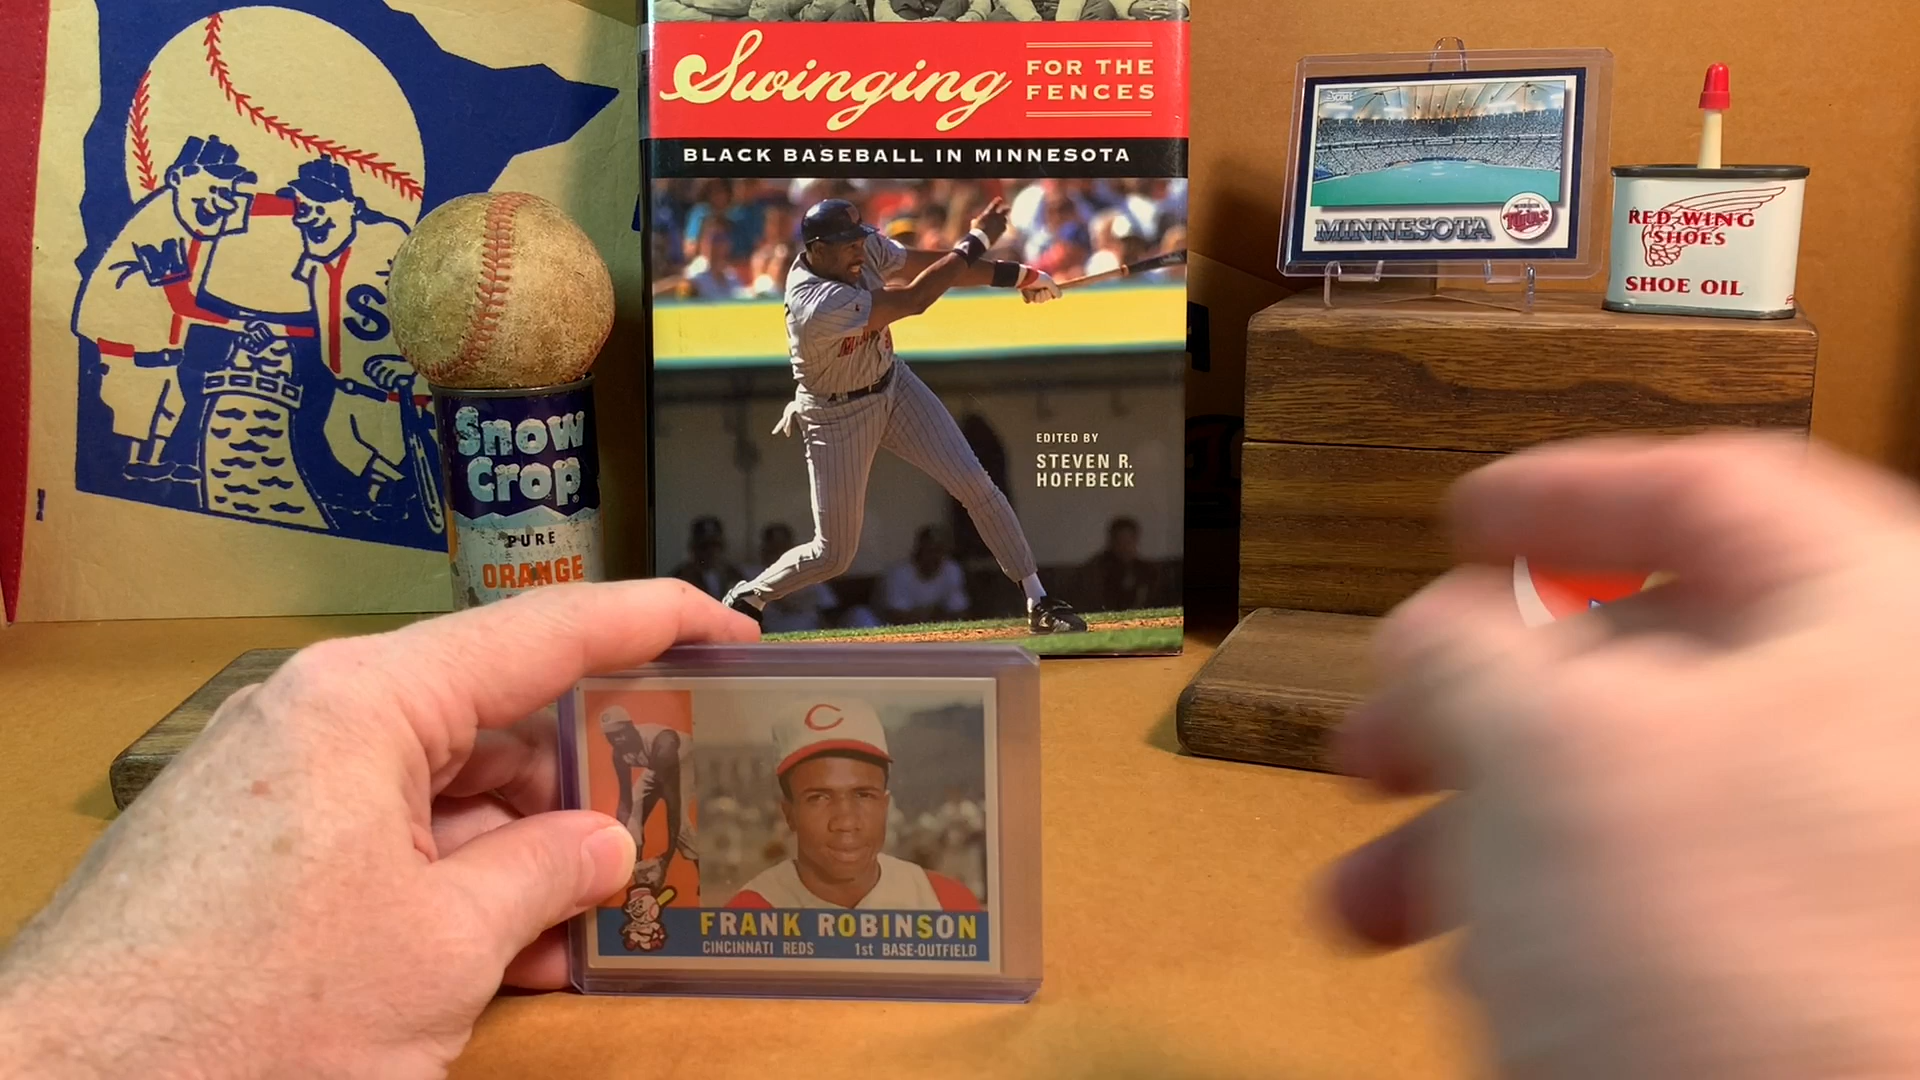 Swinging
FOR THE
FENCES
BLACK BASEBALL IN MINNESOTA
EDITED BY
STEVEN R.
HOFFBECK
M
S
Snow
Crop
PURE
ORANGE
SCORE
MINNESOTA
Twins
RED WING
SHOES
SHOE OIL
C
FRANK ROBINSON
CINCINNATI REDS 1st BASE-OUTFIELD